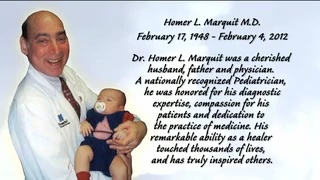 Homer L. Marquit M.D.
February 17, 1948 - February 4, 2012
Dr. Homer L. Marquit was a cherished
husband, father and physician.
A nationally recognized Pediatrician,
he was honored for his diagnostic
expertise, compassion for his
patients and dedication to
the practice of medicine. His
remarkable ability as a healer
touched thousands of lives,
and has truly inspired others.